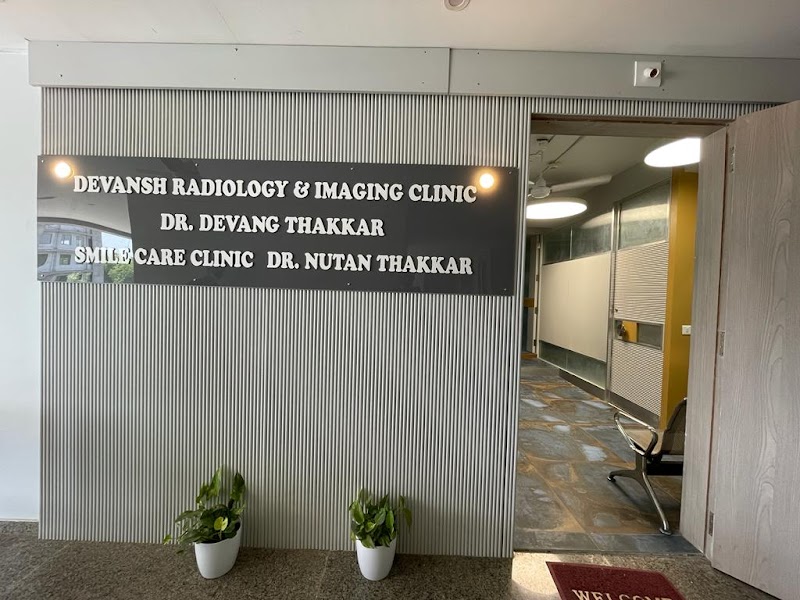 DEVANSH RADIOLOGY & IMAGING CLINIC
DR. DEVANG THAKKAR
SMILE CARE CLINIC DR. NUTAN THAKKAR
WELCOME